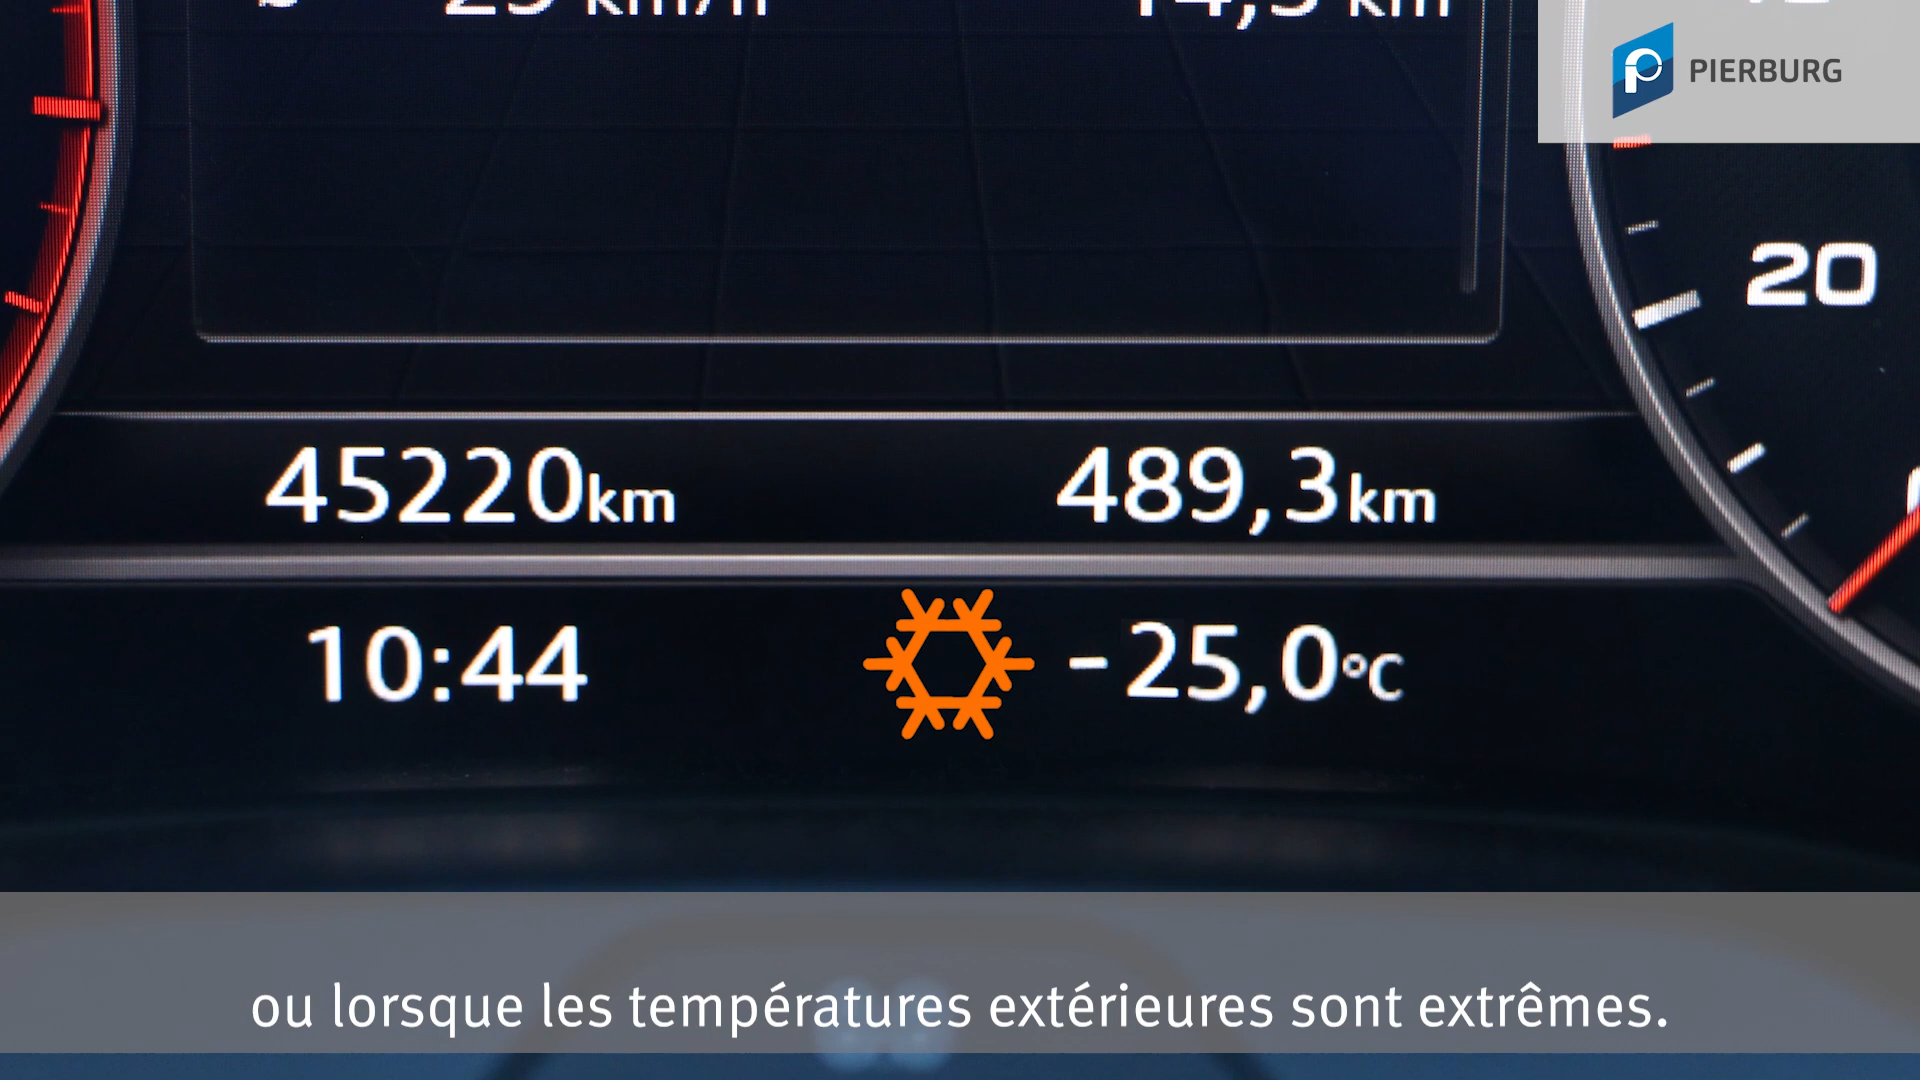 PIERBURG
20
45220km 489,3km
10:44 -25,0°C
ou lorsque les températures extérieures sont extrêmes.